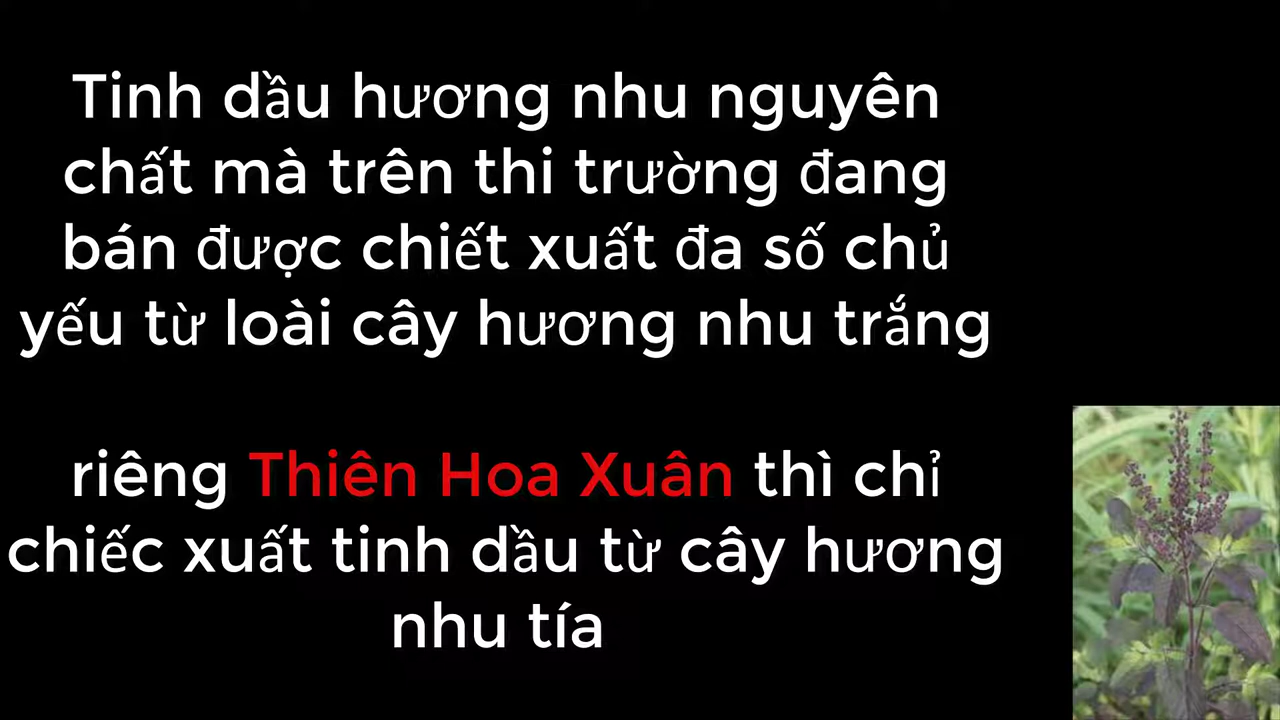 Tinh dầu hương nhu nguyên
chất mà trên thi trường đang
bán được chiết xuất đa số chủ
yếu từ loài cây hương nhu trắng
riêng Thiên Hoa Xuân thì chỉ
chiếc xuất tinh dầu từ cây hương
nhu tía